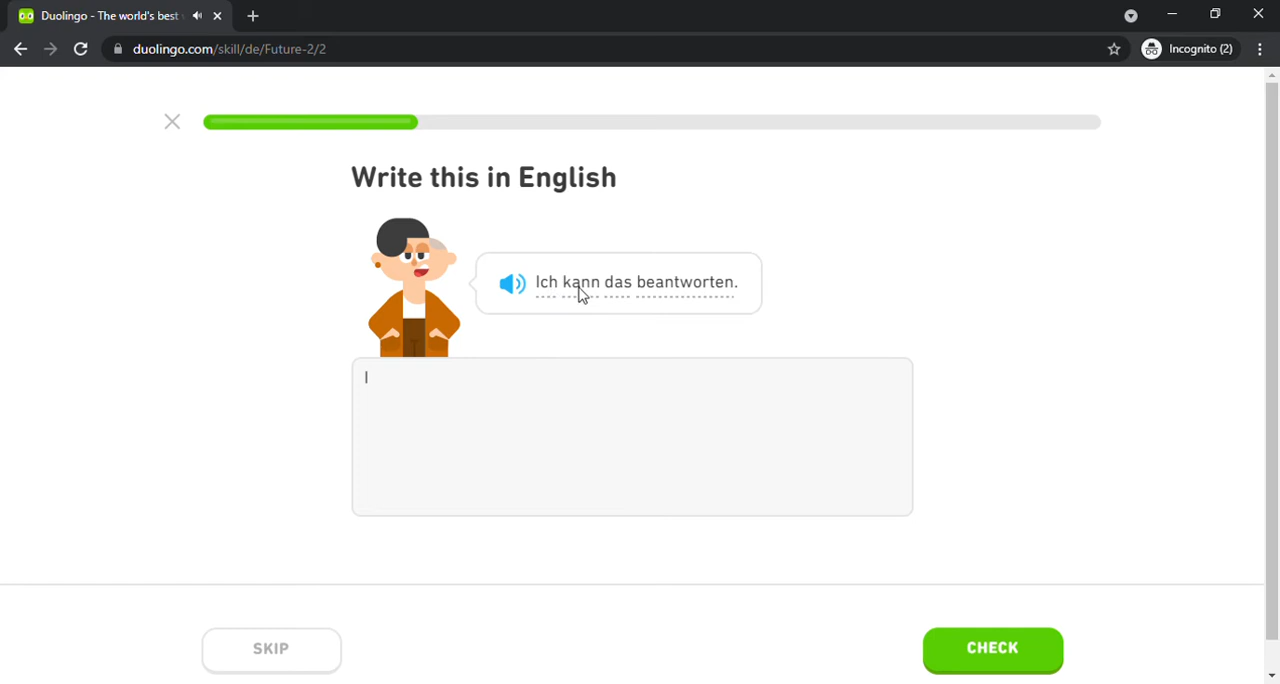 Duolingo - The world's best
duolingo.com/skill/de/Future-2/2
Incognito (2)
Write this in English
Ich kann das beantworten.
I
SKIP
CHECK